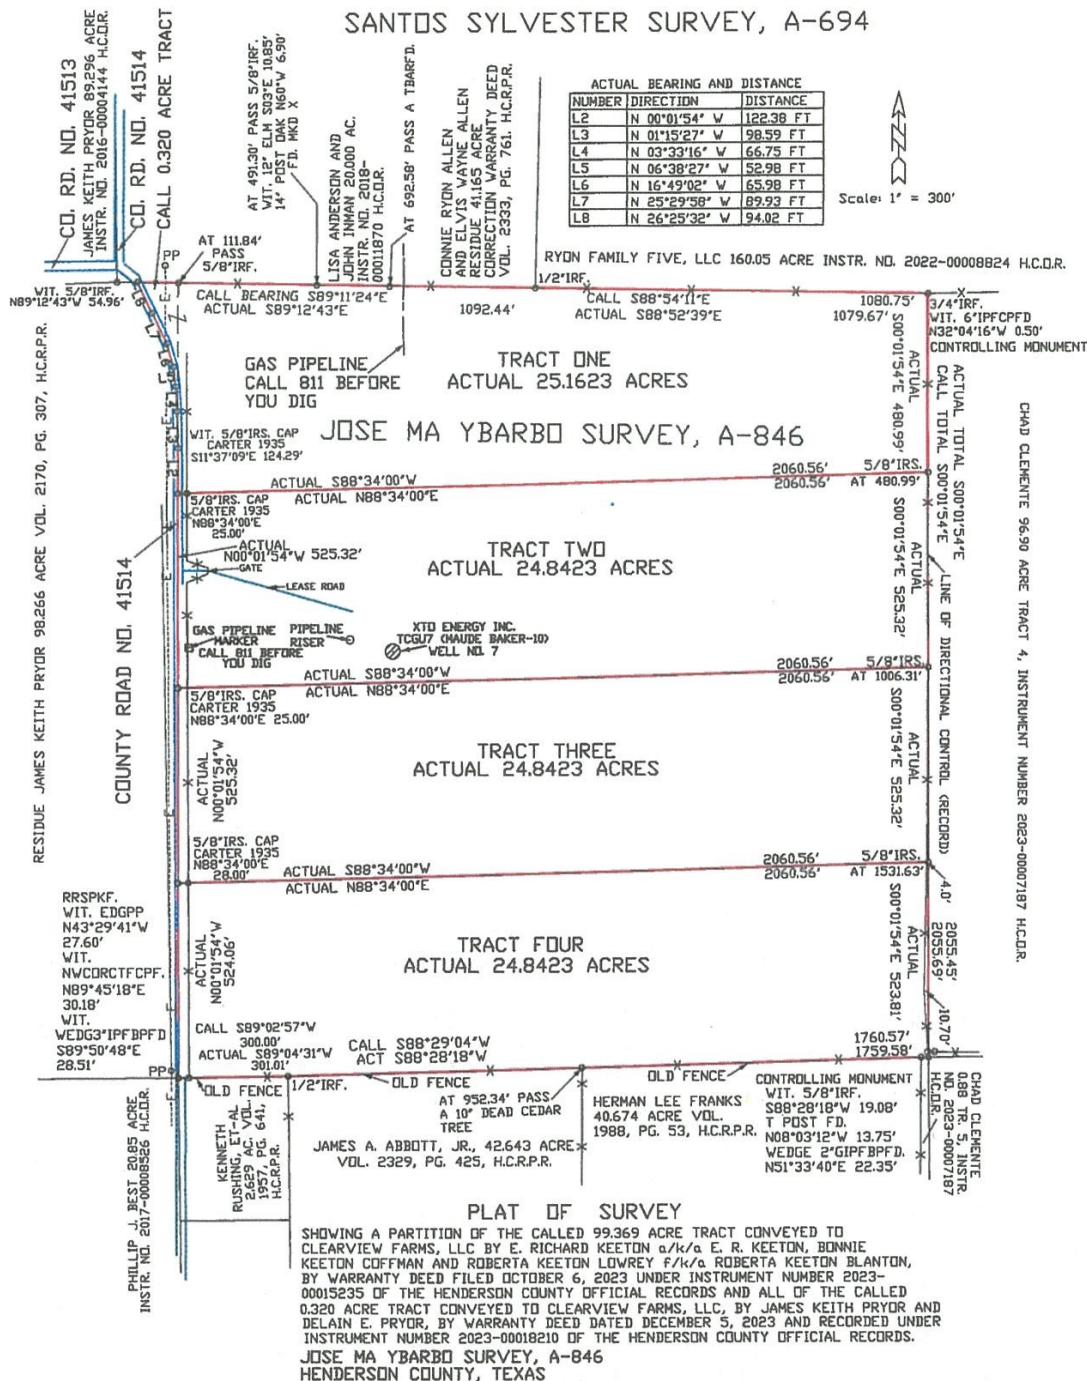 SANTOS SYLVESTER SURVEY, A-694
CO. RD. NO. 41513
JAMES KEITH PRYOR 89.296 ACRE
INSTR. NO. 2016-00004144 H.C.O.R.
CO. RD. NO. 41514
CALL 0.320 ACRE TRACT
AT 491.30' PASS 5/8"IRF.
WIT. 12" ELM S03°E 10.85'
14" POST OAK N60°W 6.90'
FD. MKD X
LISA ANDERSON AND
JOHN INMAN 20.000 AC.
INSTR. NO. 2018-
00011870 H.C.O.R.
AT 692.58' PASS A TBARFD.
CONNIE RYON ALLEN
AND ELVIS WAYNE ALLEN
RESIDUE 41.165 ACRE
CORRECTION WARRANTY DEED
VOL. 2333, PG. 761. H.C.R.P.R.
ACTUAL BEARING AND DISTANCE
NUMBER DIRECTION DISTANCE
L2 N 00°01'54" W 122.38 FT
L3 N 01°15'27" W 98.59 FT
L4 N 03°33'16" W 66.75 FT
L5 N 06°38'27" W 52.98 FT
L6 N 16°49'02" W 65.98 FT
L7 N 25°29'58" W 89.93 FT
L8 N 26°25'32" W 94.02 FT
N
Scale: 1" = 300'
AT 111.84'
PASS
5/8"IRF.
PP
RYON FAMILY FIVE, LLC 160.05 ACRE INSTR. NO. 2022-00008824 H.C.O.R.
1/2"IRF.
WIT. 5/8"IRF.
N89°12'43"W 54.96'
CALL BEARING S89°11'24"E
ACTUAL S89°12'43"E
1092.44'
CALL S88°54'11"E
ACTUAL S88°52'39"E
1080.75'
1079.67'
3/4"IRF.
WIT. 6"IPFCPFD
N32°04'16"W 0.50'
CONTROLLING MONUMENT
L8
L7
L6
L3
L2
GAS PIPELINE
CALL 811 BEFORE
YOU DIG
TRACT ONE
ACTUAL 25.1623 ACRES
S00°01'54"E 480.99'
ACTUAL
ACTUAL TOTAL S00°01'54"E
CALL TOTAL S00°01'54"E
2055.45'
2055.69'
CHAD CLEMENTE 96.90 ACRE TRACT 4, INSTRUMENT NUMBER 2023-00007187 H.C.O.R.
RESIDUE JAMES KEITH PRYOR 98.266 ACRE VOL. 2170, PG. 307, H.C.R.P.R.
WIT. 5/8"IRS. CAP
CARTER 1935
S11°37'09"E 124.29'
JOSE MA YBARBO SURVEY, A-846
ACTUAL S88°34'00"W
ACTUAL N88°34'00"E
2060.56'
2060.56'
5/8"IRS.
AT 480.99'
5/8"IRS. CAP
CARTER 1935
N88°34'00"E
25.00'
ACTUAL
N00°01'54"W 525.32'
GATE
LEASE ROAD
TRACT TWO
ACTUAL 24.8423 ACRES
S00°01'54"E 525.32'
ACTUAL
LINE OF DIRECTIONAL CONTROL (RECORD)
COUNTY ROAD NO. 41514
GAS PIPELINE
MARKER
CALL 811 BEFORE
YOU DIG
PIPELINE
RISER
XTO ENERGY INC.
TCGU7 (MAUDE BAKER-10)
WELL NO. 7
ACTUAL S88°34'00"W
ACTUAL N88°34'00"E
2060.56'
2060.56'
5/8"IRS.
AT 1006.31'
5/8"IRS. CAP
CARTER 1935
N88°34'00"E 25.00'
TRACT THREE
ACTUAL 24.8423 ACRES
ACTUAL
N00°01'54"W
525.32'
S00°01'54"E 525.32'
ACTUAL
5/8"IRS. CAP
CARTER 1935
N88°34'00"E
28.00'
ACTUAL S88°34'00"W
ACTUAL N88°34'00"E
2060.56'
2060.56'
5/8"IRS.
AT 1531.63'
4.0'
RRSPKF.
WIT. EDGPP
N43°29'41"W
27.60'
WIT.
NWCORCTFCPF.
N89°45'18"E
30.18'
WIT.
WEDG3"IPFBPFD
S89°50'48"E
28.51'
ACTUAL
N00°01'54"W
524.06'
TRACT FOUR
ACTUAL 24.8423 ACRES
S00°01'54"E 523.81'
ACTUAL
10.70'
CALL S89°02'57"W
300.00'
ACTUAL S89°04'31"W
301.01'
CALL S88°29'04"W
ACT S88°28'18"W
1760.57'
1759.58'
PP
OLD FENCE
1/2"IRF.
OLD FENCE
OLD FENCE
AT 952.34' PASS
A 10" DEAD CEDAR
TREE
HERMAN LEE FRANKS
40.674 ACRE VOL.
1988, PG. 53, H.C.R.P.R.
CONTROLLING MONUMENT
WIT. 5/8"IRF.
S88°28'18"W 19.08'
T POST FD.
N08°03'12"W 13.75'
WEDGE 2"GIPFBPFD.
N51°33'40"E 22.35'
CHAD CLEMENTE
0.88 TR. 5, INSTR.
NO. 2023-00007187
H.C.O.R.
PHILLIP J. BEST 20.85 ACRE
INSTR. NO. 2017-00008526 H.C.O.R.
KENNETH
RUSHING, ET-AL
2.629 AC. VOL.
1957, PG. 641,
H.C.R.P.R.
JAMES A. ABBOTT, JR., 42.643 ACRE
VOL. 2329, PG. 425, H.C.R.P.R.
PLAT OF SURVEY
SHOWING A PARTITION OF THE CALLED 99.369 ACRE TRACT CONVEYED TO
CLEARVIEW FARMS, LLC BY E. RICHARD KEETON a/k/a E. R. KEETON, BONNIE
KEETON COFFMAN AND ROBERTA KEETON LOWREY f/k/a ROBERTA KEETON BLANTON,
BY WARRANTY DEED FILED OCTOBER 6, 2023 UNDER INSTRUMENT NUMBER 2023-
00015235 OF THE HENDERSON COUNTY OFFICIAL RECORDS AND ALL OF THE CALLED
0.320 ACRE TRACT CONVEYED TO CLEARVIEW FARMS, LLC, BY JAMES KEITH PRYOR AND
DELAIN E. PRYOR, BY WARRANTY DEED DATED DECEMBER 5, 2023 AND RECORDED UNDER
INSTRUMENT NUMBER 2023-00018210 OF THE HENDERSON COUNTY OFFICIAL RECORDS.
JOSE MA YBARBO SURVEY, A-846
HENDERSON COUNTY, TEXAS